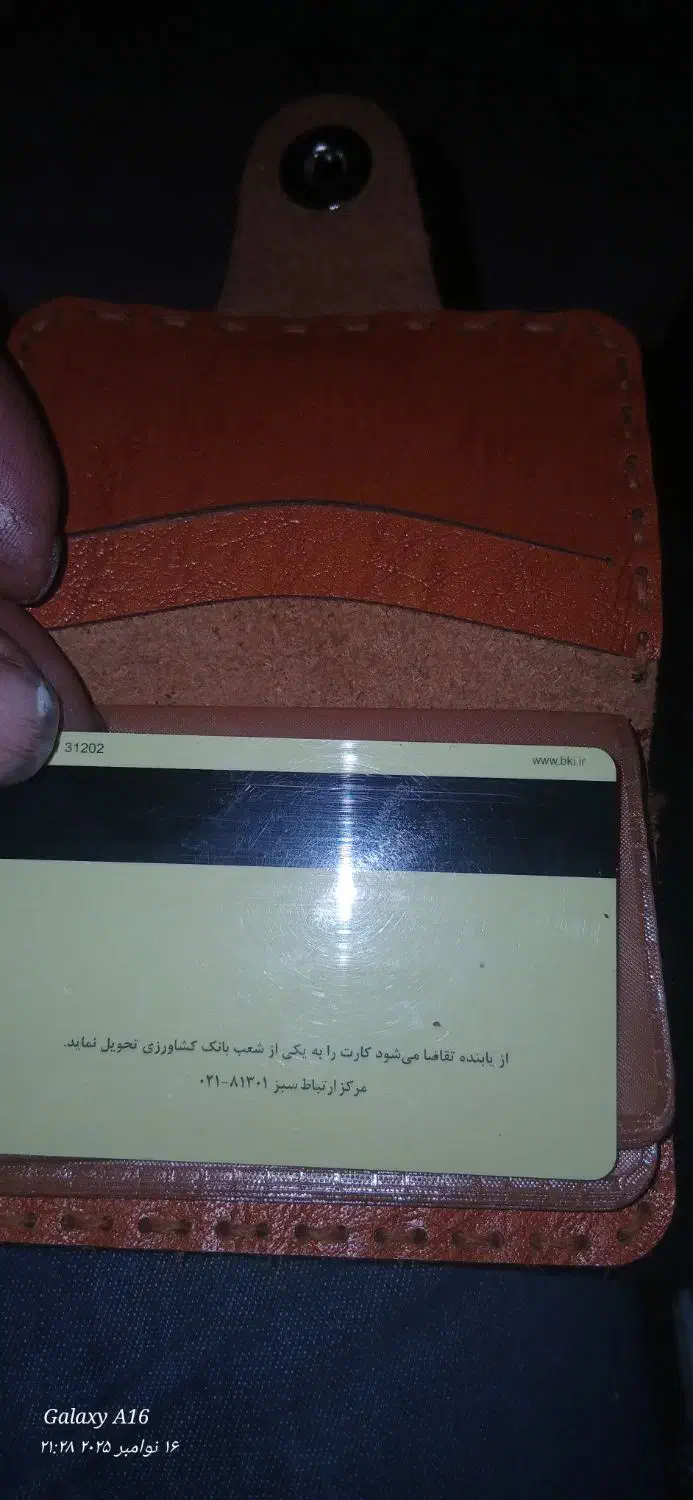 31202
www.bki.ir
از یابنده تقاضا می‌شود کارت را به یکی از شعب بانک کشاورزی تحویل نماید.
مرکز ارتباط سبز ۸۱۳۰۱-۰۲۱
Galaxy A16
۱۶ نوامبر ۲۰۲۵ ۲۱:۲۸